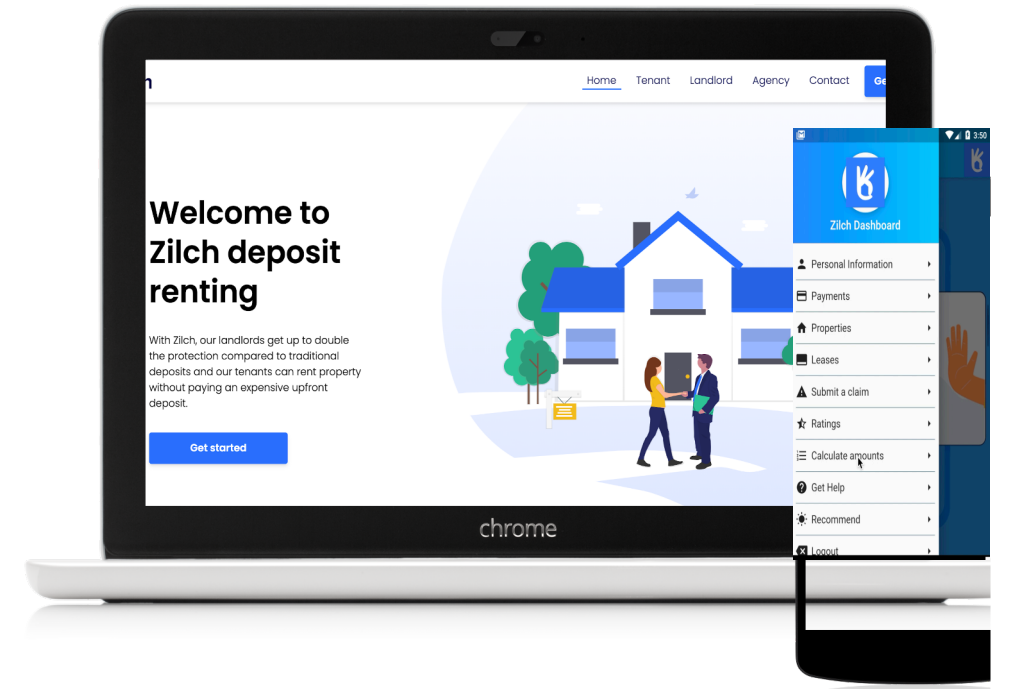 Home Tenant Landlord Agency Contact Ge
Welcome to
Zilch deposit
renting
With Zilch, our landlords get up to double
the protection compared to traditional
deposits and our tenants can rent property
without paying an expensive upfront
deposit.
Get started
chrome
3:50
Zilch Dashboard
Personal Information
Payments
Properties
Leases
Submit a claim
Ratings
Calculate amounts
Get Help
Recommend
Logout